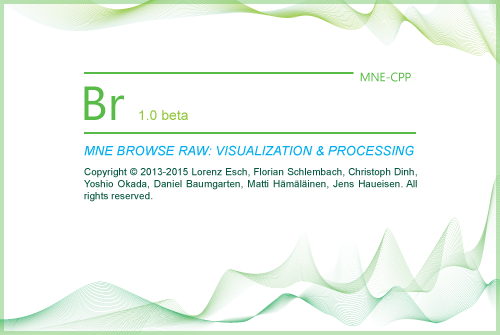 MNE-CPP
Br 1.0 beta
MNE BROWSE RAW: VISUALIZATION & PROCESSING
Copyright © 2013-2015 Lorenz Esch, Florian Schlembach, Christoph Dinh,
Yoshio Okada, Daniel Baumgarten, Matti Hämäläinen, Jens Haueisen. All
rights reserved.